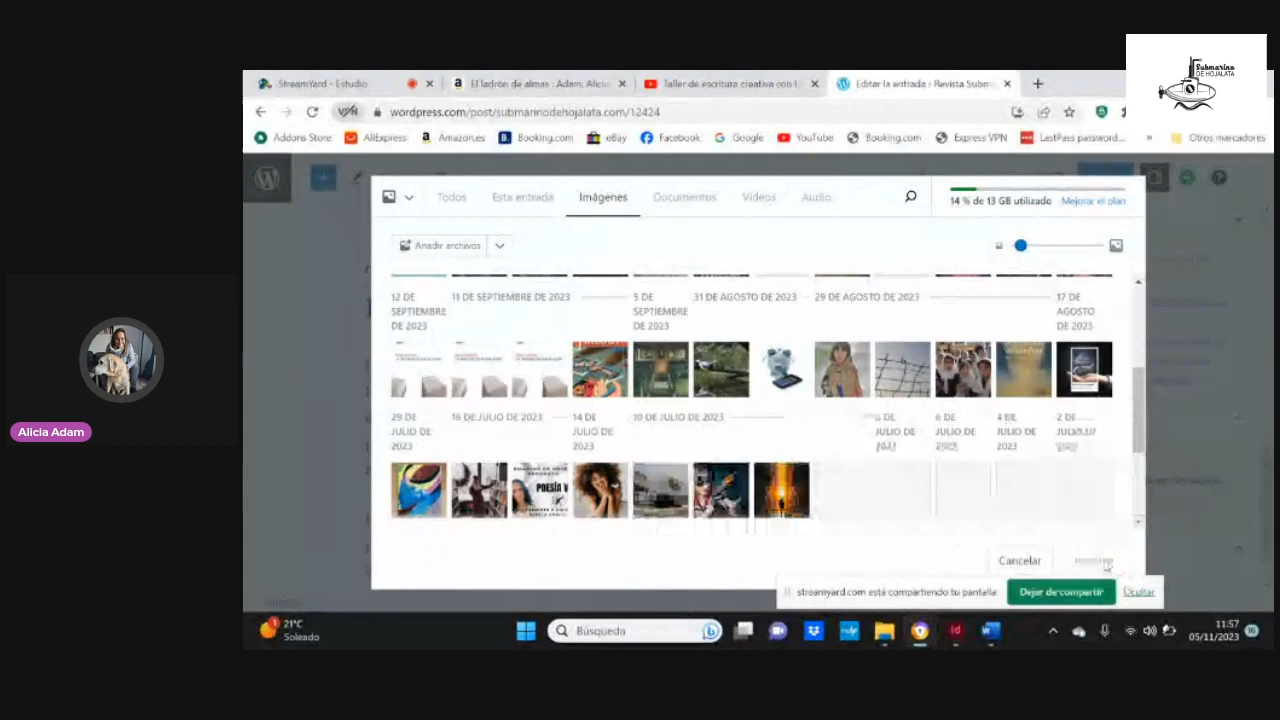 Submarino
DE HOJALATA
StreamYard - Estudio
El ladrón de almas : Adam, Alicia
Taller de escritura creativa con L
Editar la entrada ‹ Revista Subm
wordpress.com/post/submarinodehojalata.com/12424
Addons Store
AliExpress
Amazon.es
Booking.com
eBay
Facebook
Google
YouTube
Booking.com
Express VPN
LastPass password...
»
Otros marcadores
Todos
Esta entrada
Imágenes
Documentos
Vídeos
Audio
14 % de 13 GB utilizado
Mejorar el plan
Añadir archivos
12 DE
SEPTIEMBRE
DE 2023
11 DE SEPTIEMBRE DE 2023
5 DE
SEPTIEMBRE
DE 2023
31 DE AGOSTO DE 2023
29 DE AGOSTO DE 2023
17 DE
AGOSTO
DE 2023
29 DE
JULIO DE
2023
16 DE JULIO DE 2023
14 DE
JULIO DE
2023
10 DE JULIO DE 2023
JULIO DE
6 DE
JULIO DE
4 DE
JULIO DE
2 DE
POESÍA V
Cancelar
streamyard.com está compartiendo tu pantalla
Dejar de compartir
Ocultar
Alicia Adam
1
21°C
Soleado
Búsqueda
11:57
05/11/2023